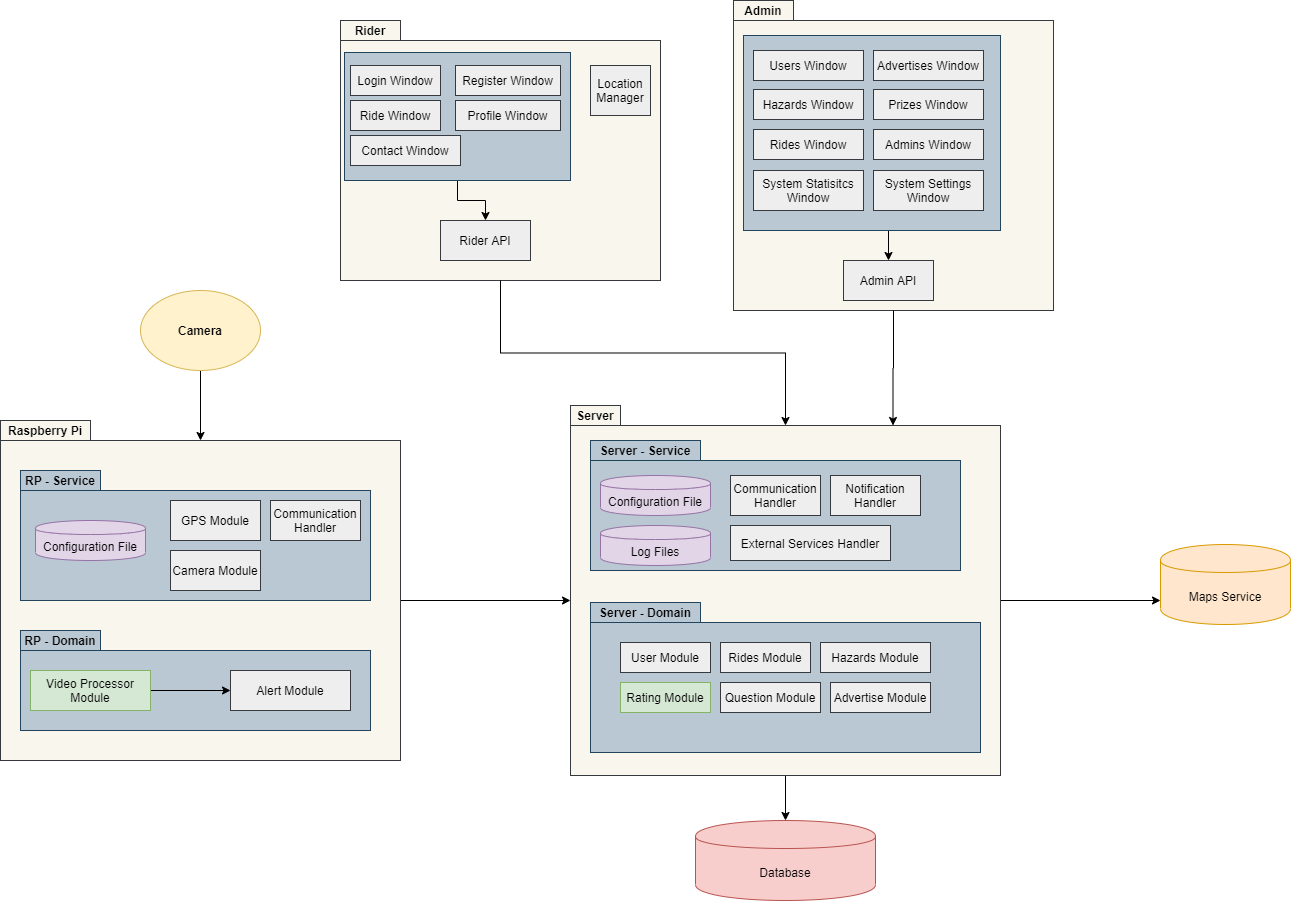 Rider
Login Window
Register Window
Ride Window
Profile Window
Contact Window
Location
Manager
Rider API
Admin
Users Window
Advertises Window
Hazards Window
Prizes Window
Rides Window
Admins Window
System Statisitcs
Window
System Settings
Window
Admin API
Camera
Raspberry Pi
RP - Service
Configuration File
GPS Module
Communication
Handler
Camera Module
RP - Domain
Video Processor
Module
Alert Module
Server
Server - Service
Configuration File
Communication
Handler
Notification
Handler
Log Files
External Services Handler
Server - Domain
User Module
Rides Module
Hazards Module
Rating Module
Question Module
Advertise Module
Maps Service
Database